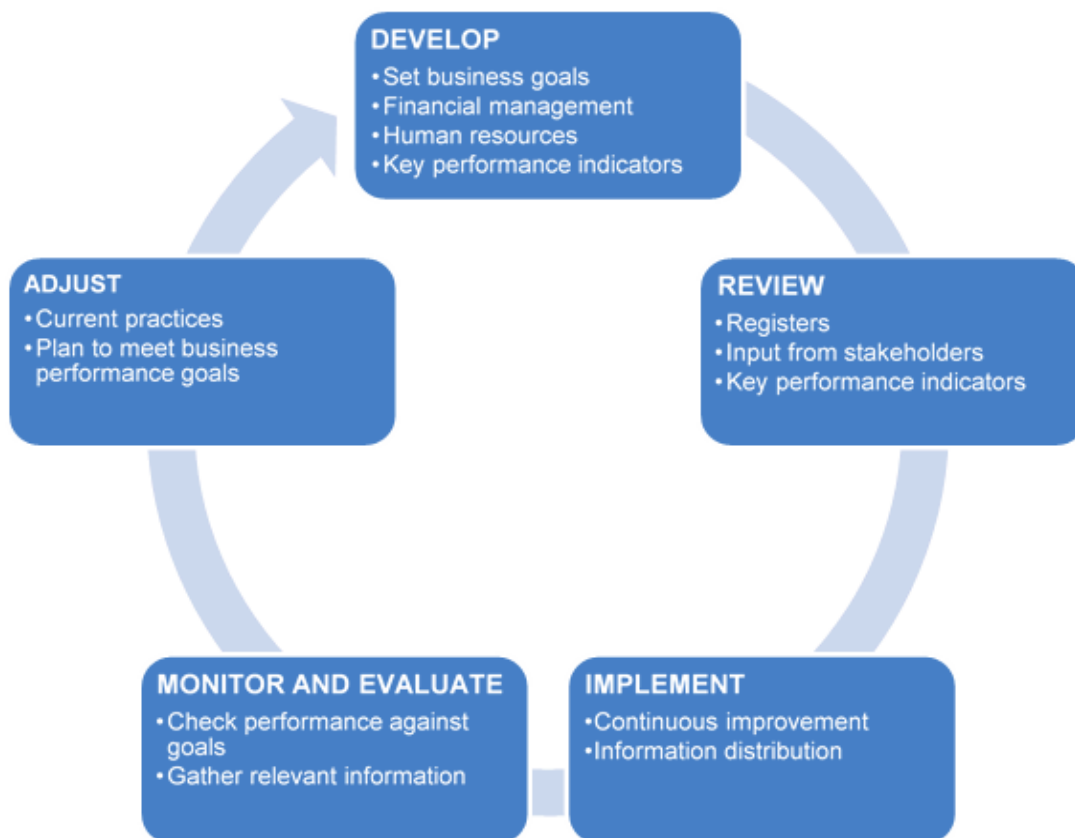 DEVELOP
•Set business goals
•Financial management
•Human resources
•Key performance indicators
REVIEW
•Registers
•Input from stakeholders
•Key performance indicators
IMPLEMENT
•Continuous improvement
•Information distribution
MONITOR AND EVALUATE
•Check performance against
goals
•Gather relevant information
ADJUST
•Current practices
•Plan to meet business
performance goals